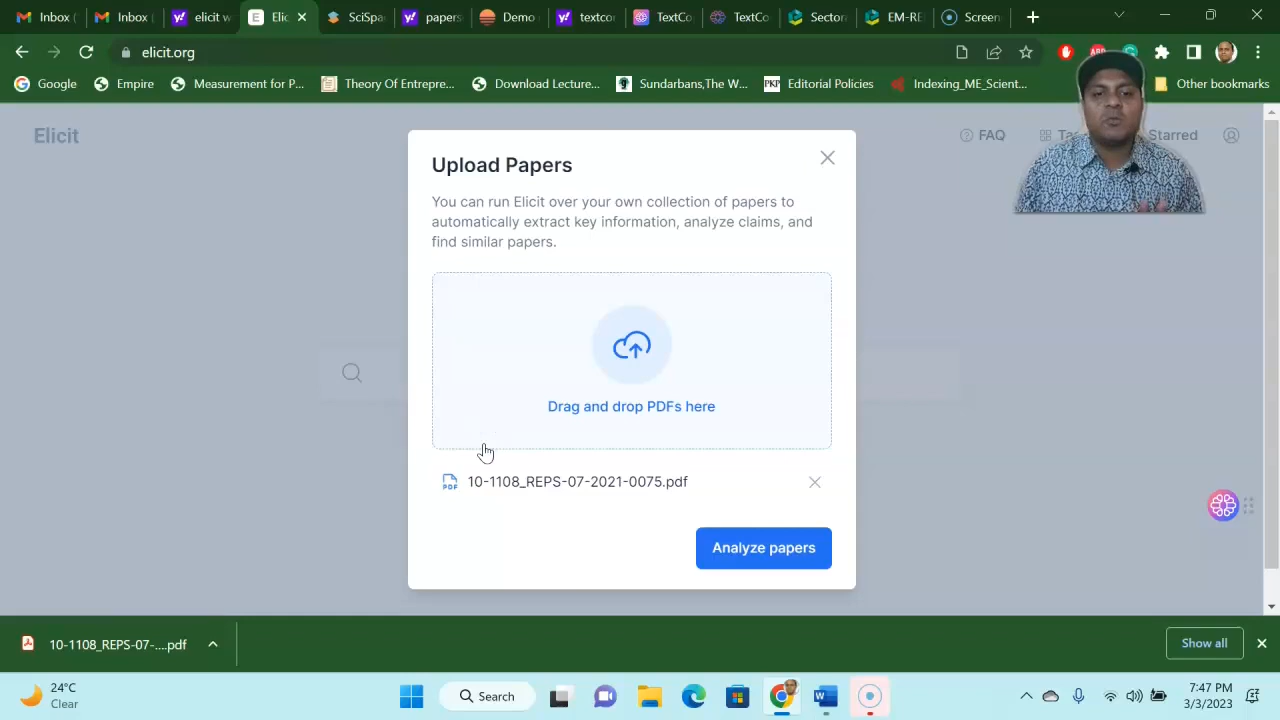 Inbox (
Inbox (
elicit w
Elic
SciSpa
papers
Demo
textcor
TextCo
TextCo
Sector
EM-RE
Screen
elicit.org
Google
Empire
Measurement for P...
Theory Of Entrepre...
Download Lecture...
Sundarbans,The W...
PKP
Editorial Policies
Indexing_ME_Scient...
Other bookmarks
Elicit
FAQ
Ta
Starred
Upload Papers
You can run Elicit over your own collection of papers to
automatically extract key information, analyze claims, and
find similar papers.
Drag and drop PDFs here
PDF
10-1108_REPS-07-2021-0075.pdf
Analyze papers
10-1108_REPS-07-....pdf
Show all
24°C
Clear
Search
7:47 PM
3/3/2023